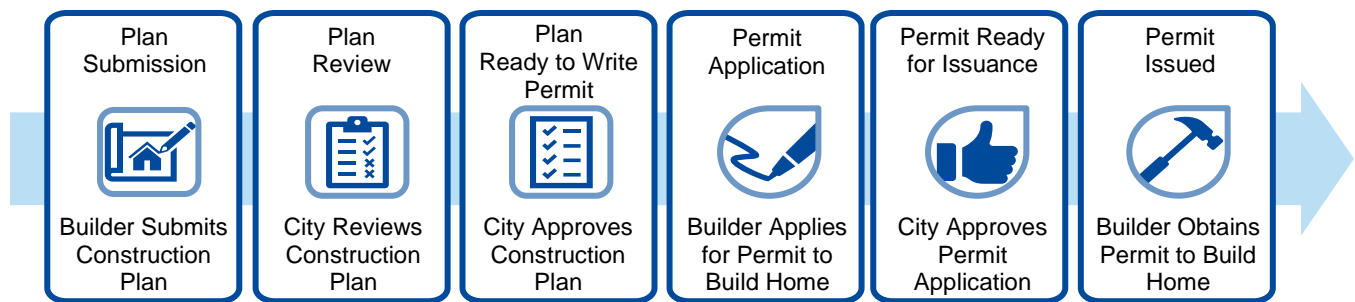 Plan
Submission
Builder Submits
Construction
Plan
Plan
Review
City Reviews
Construction
Plan
Plan
Ready to Write
Permit
City Approves
Construction
Plan
Permit
Application
Builder Applies
for Permit to
Build Home
Permit Ready
for Issuance
City Approves
Permit
Application
Permit
Issued
Builder Obtains
Permit to Build
Home